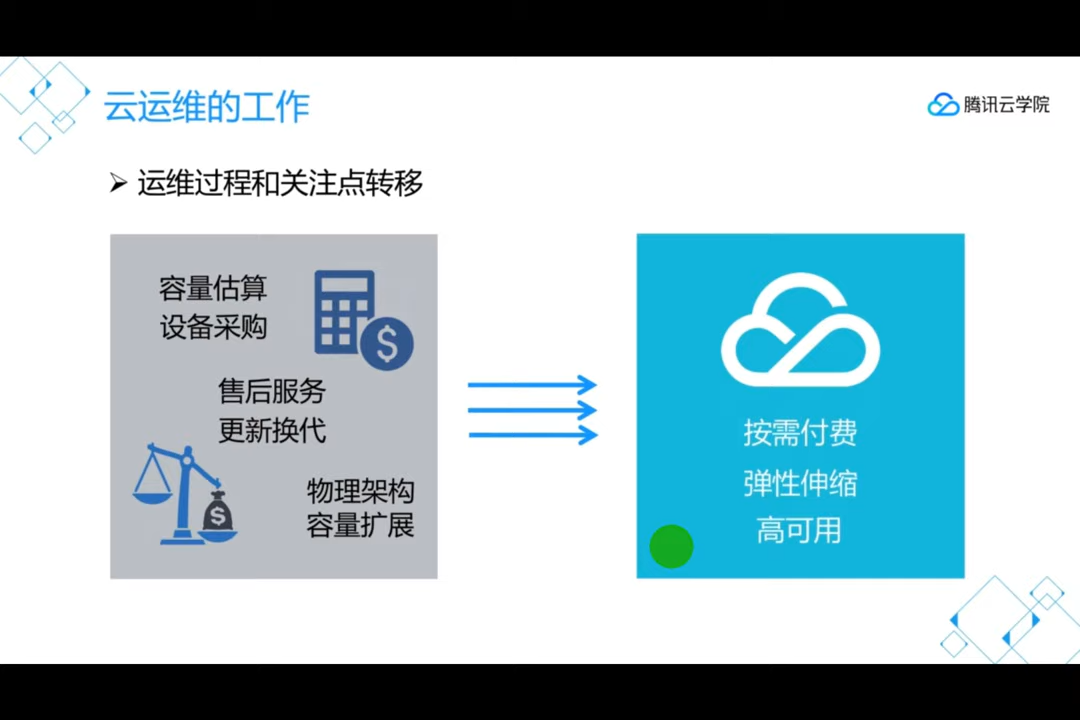 云运维的工作
腾讯云学院
运维过程和关注点转移
容量估算
设备采购
$
售后服务
更新换代
$
物理架构
容量扩展
按需付费
弹性伸缩
高可用